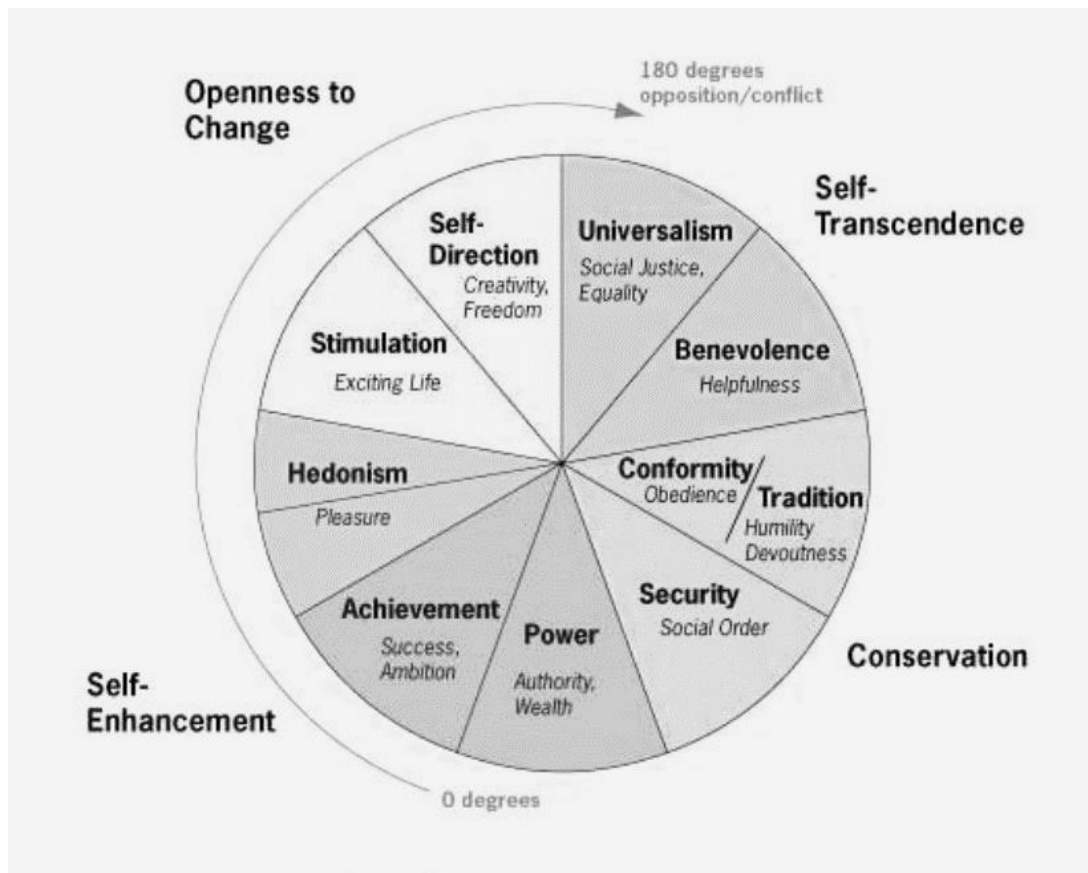 180 degrees
opposition/conflict
Openness to
Change
Self-
Transcendence
Self-
Direction
Creativity,
Freedom
Universalism
Social Justice,
Equality
Stimulation
Exciting Life
Benevolence
Helpfulness
Hedonism
Pleasure
Conformity
Obedience
Tradition
Humility
Devoutness
Achievement
Success,
Ambition
Power
Authority,
Wealth
Security
Social Order
Conservation
Self-
Enhancement
0 degrees